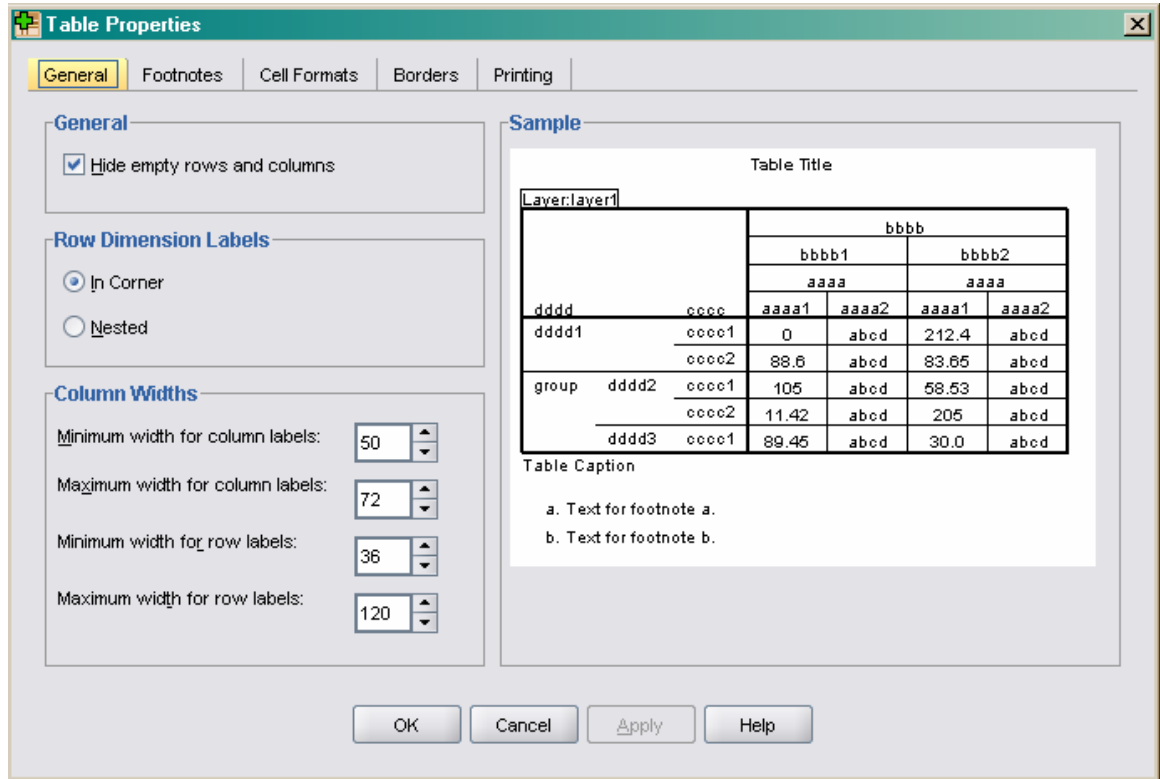 Table Properties
General Footnotes Cell Formats Borders Printing
General
Hide empty rows and columns
Row Dimension Labels
In Corner
Nested
Column Widths
Minimum width for column labels: 50
Maximum width for column labels: 72
Minimum width for row labels: 36
Maximum width for row labels: 120
Sample
Table Title
Layer:layer1
bbbb
bbbb1 bbbb2
aaaa aaaa
dddd cccc aaaa1 aaaa2 aaaa1 aaaa2
dddd1 cccc1 0 abcd 212.4 abcd
cccc2 88.6 abcd 83.65 abcd
group dddd2 cccc1 105 abcd 58.53 abcd
cccc2 11.42 abcd 205 abcd
dddd3 cccc1 89.45 abcd 30.0 abcd
Table Caption
a. Text for footnote a.
b. Text for footnote b.
OK Cancel Apply Help